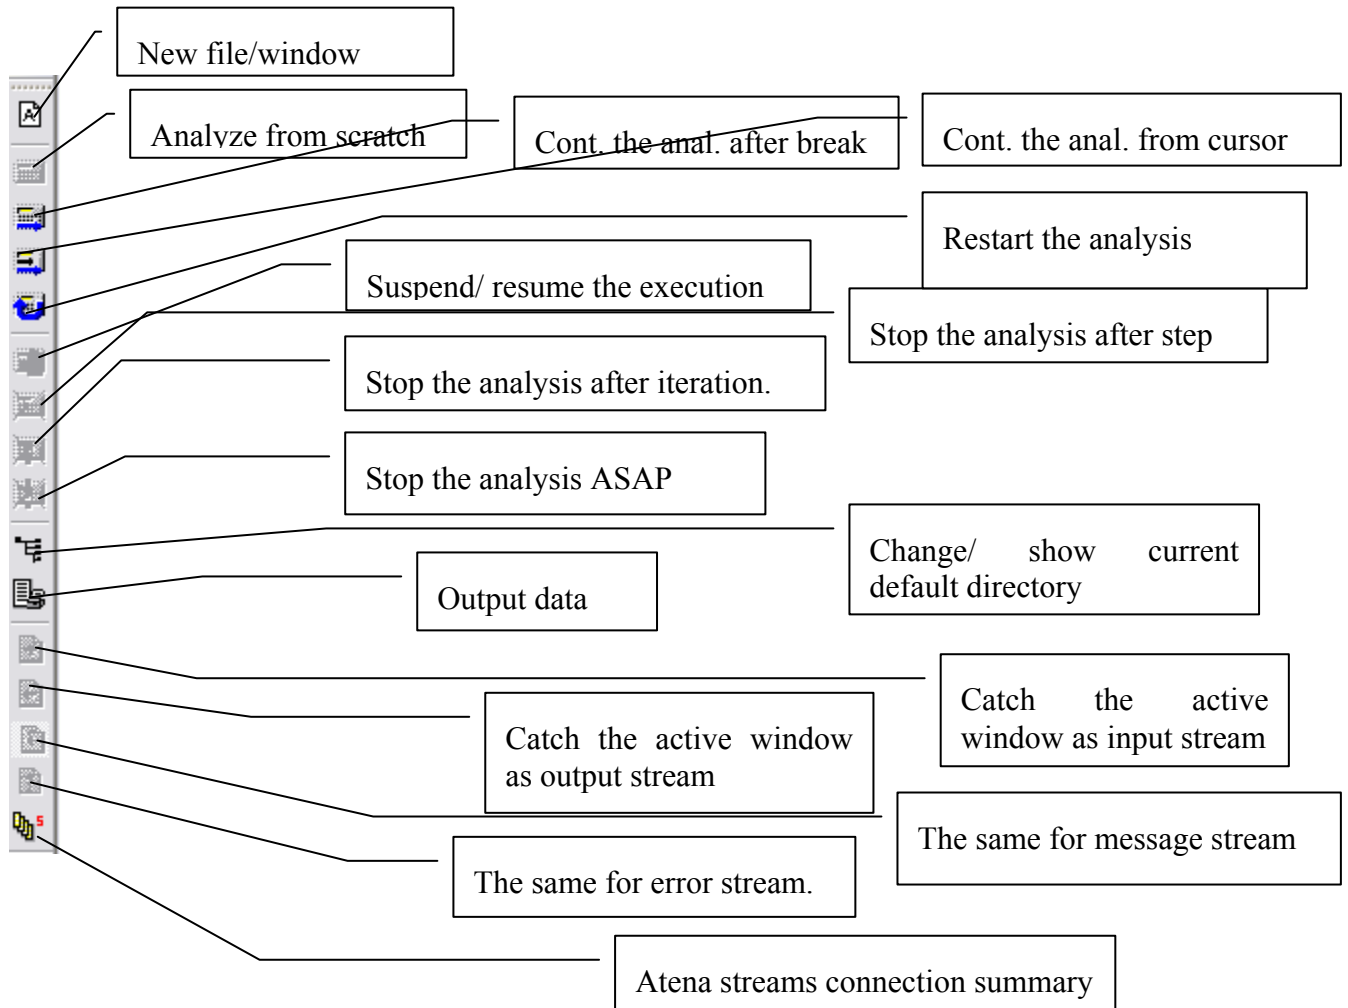 New file/window
Analyze from scratch
Cont. the anal. after break
Cont. the anal. from cursor
Restart the analysis
Suspend/ resume the execution
Stop the analysis after step
Stop the analysis after iteration.
Stop the analysis ASAP
Change/ show current
default directory
Output data
Catch the active
window as input stream
Catch the active window
as output stream
The same for message stream
The same for error stream.
Atena streams connection summary